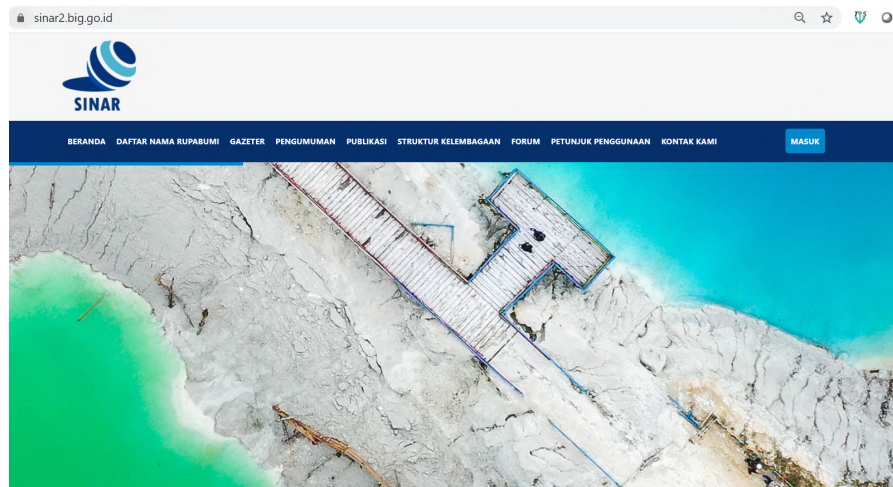 sinar2.big.go.id
SINAR
BERANDA DAFTAR NAMA RUPABUMI GAZETER PENGUMUMAN PUBLIKASI STRUKTUR KELEMBAGAAN FORUM PETUNJUK PENGGUNAAN KONTAK KAMI MASUK